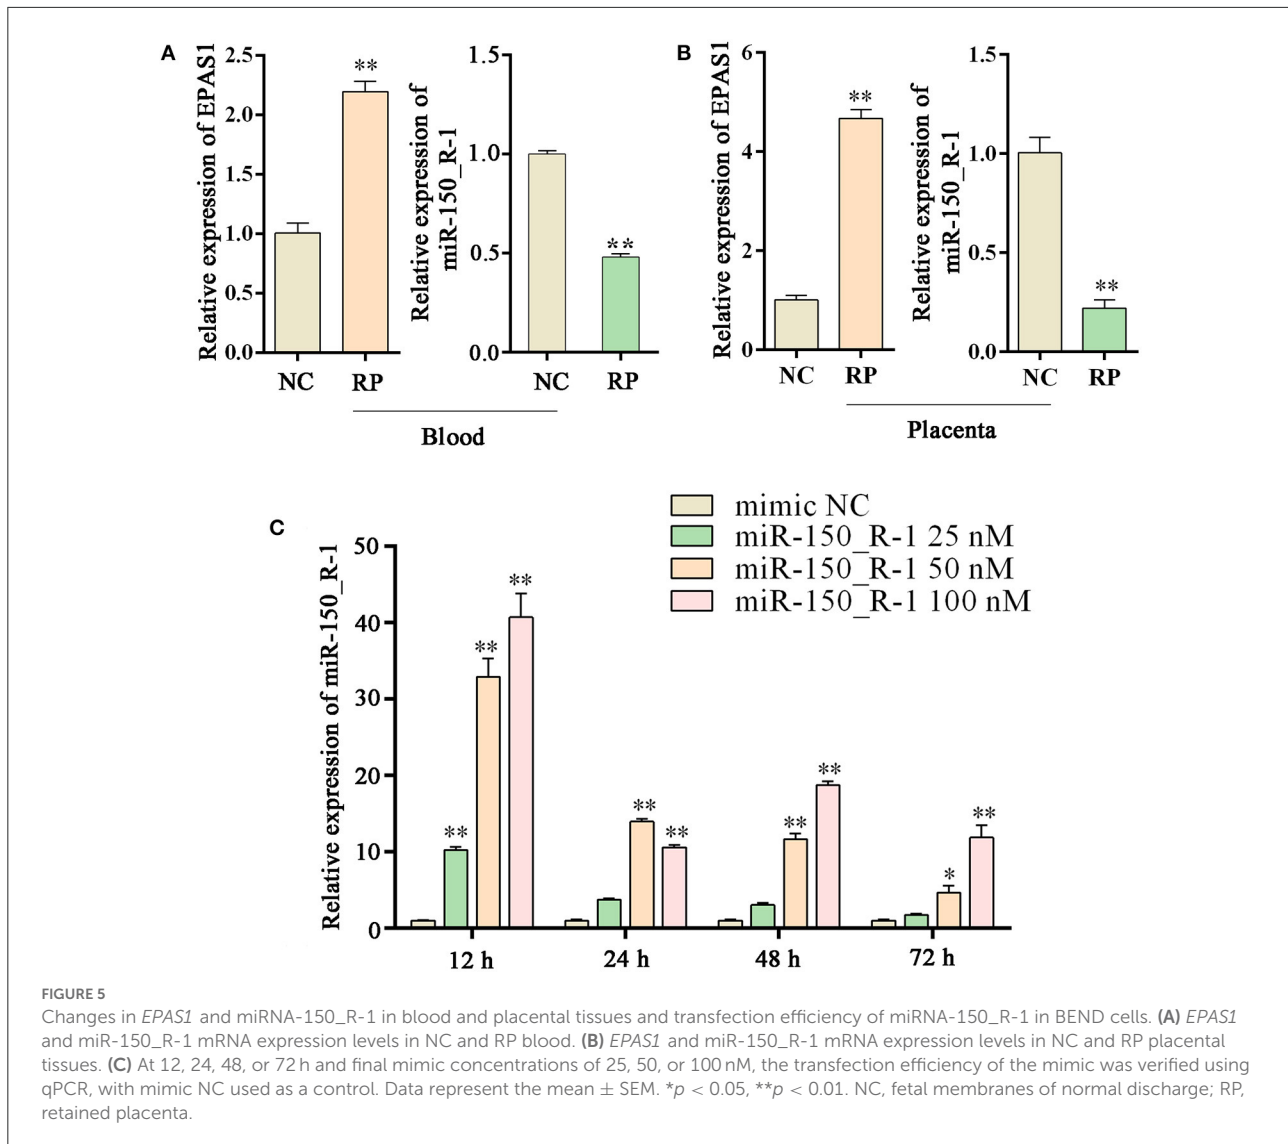 A
Relative expression of EPAS1
2.5
2.0
1.5
1.0
0.5
0.0
**
NC
RP
Relative expression of
miR-150_R-1
1.5
1.0
0.5
0.0
**
NC
RP
Blood
B
Relative expression of EPAS1
6
4
2
0
**
NC
RP
Relative expression of
miR-150_R-1
1.5
1.0
0.5
0.0
**
NC
RP
Placenta
C
mimic NC
miR-150_R-1 25 nM
miR-150_R-1 50 nM
miR-150_R-1 100 nM
Relative expression of miR-150_R-1
50
40
30
20
10
0
**
**
**
**
**
**
**
*
**
12 h
24 h
48 h
72 h
FIGURE 5
Changes in EPAS1 and miRNA-150_R-1 in blood and placental tissues and transfection efficiency of miRNA-150_R-1 in BEND cells. (A) EPAS1
and miR-150_R-1 mRNA expression levels in NC and RP blood. (B) EPAS1 and miR-150_R-1 mRNA expression levels in NC and RP placental
tissues. (C) At 12, 24, 48, or 72 h and final mimic concentrations of 25, 50, or 100 nM, the transfection efficiency of the mimic was verified using
qPCR, with mimic NC used as a control. Data represent the mean ± SEM. *p < 0.05, **p < 0.01. NC, fetal membranes of normal discharge; RP,
retained placenta.